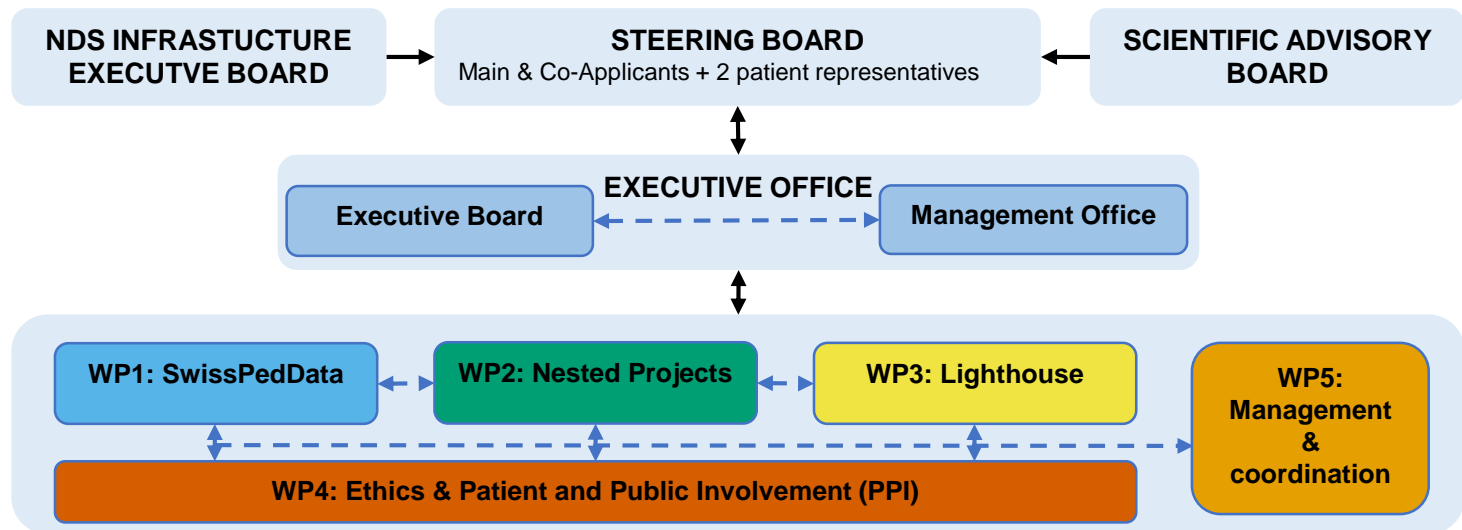 NDS INFRASTUCTURE
EXECUTVE BOARD
STEERING BOARD
Main & Co-Applicants + 2 patient representatives
SCIENTIFIC ADVISORY
BOARD
EXECUTIVE OFFICE
Executive Board
Management Office
WP1: SwissPedData
WP2: Nested Projects
WP3: Lighthouse
WP5:
Management
&
coordination
WP4: Ethics & Patient and Public Involvement (PPI)